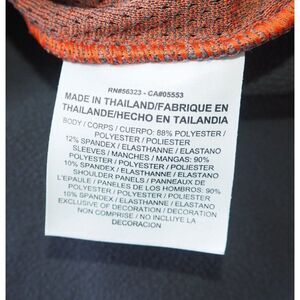 RN#56323 - CA#05553
MADE IN THAILAND/FABRIQUE EN
THAILANDE/HECHO EN TAILANDIA
BODY / CORPS / CUERPO: 88% POLYESTER /
POLYESTER / POLIESTER
12% SPANDEX / ELASTHANNE / ELASTANO
SLEEVES / MANCHES / MANGAS: 90%
POLYESTER / POLYESTER / POLIESTER
10% SPANDEX / ELASTHANNE / ELASTANO
SHOULDER PANELS / PANNEAUX DE
L'EPAULE / PANELES DE LOS HOMBROS: 90%
POLYESTER / POLYESTER / POLIESTER
10% SPANDEX / ELASTHANNE / ELASTANO
EXCLUSIVE OF DECORATION / DECORATION
NON COMPRISE / NO INCLUYE LA
DECORACION